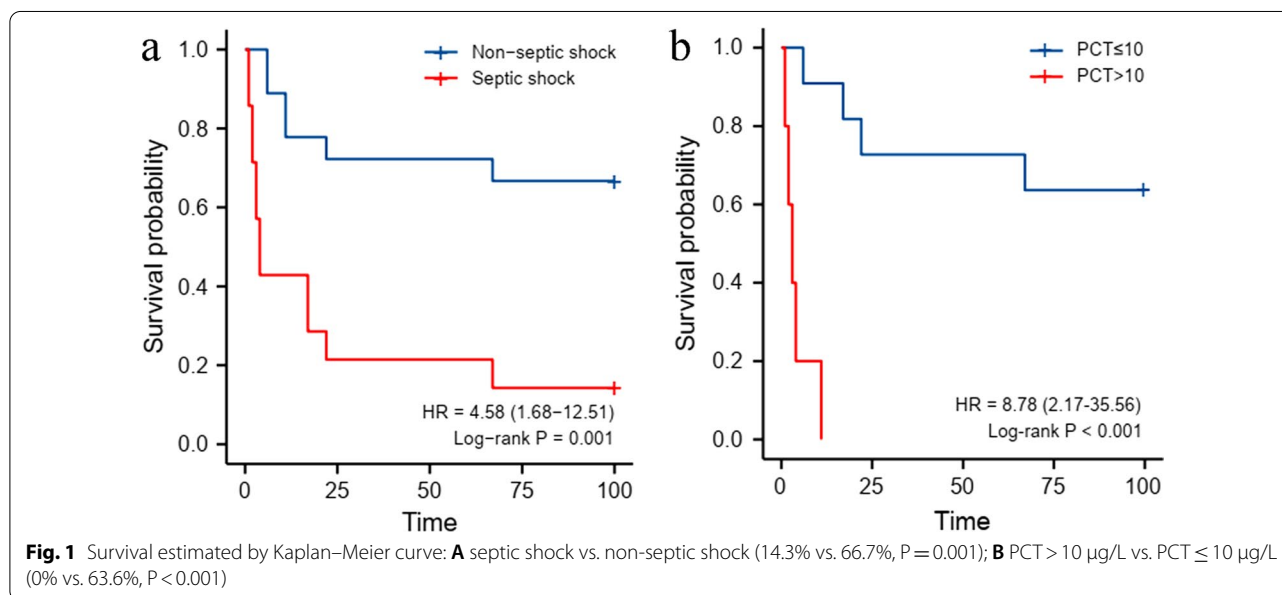 a
Non−septic shock
Septic shock
Survival probability
1.0
0.8
0.6
0.4
0.2
0.0
HR = 4.58 (1.68−12.51)
Log−rank P = 0.001
0 25 50 75 100
Time
b
PCT≤10
PCT>10
Survival probability
1.0
0.8
0.6
0.4
0.2
0.0
HR = 8.78 (2.17-35.56)
Log-rank P < 0.001
0 25 50 75 100
Time
Fig. 1 Survival estimated by Kaplan–Meier curve: A septic shock vs. non-septic shock (14.3% vs. 66.7%, P = 0.001); B PCT > 10 µg/L vs. PCT ≤ 10 µg/L
(0% vs. 63.6%, P < 0.001)